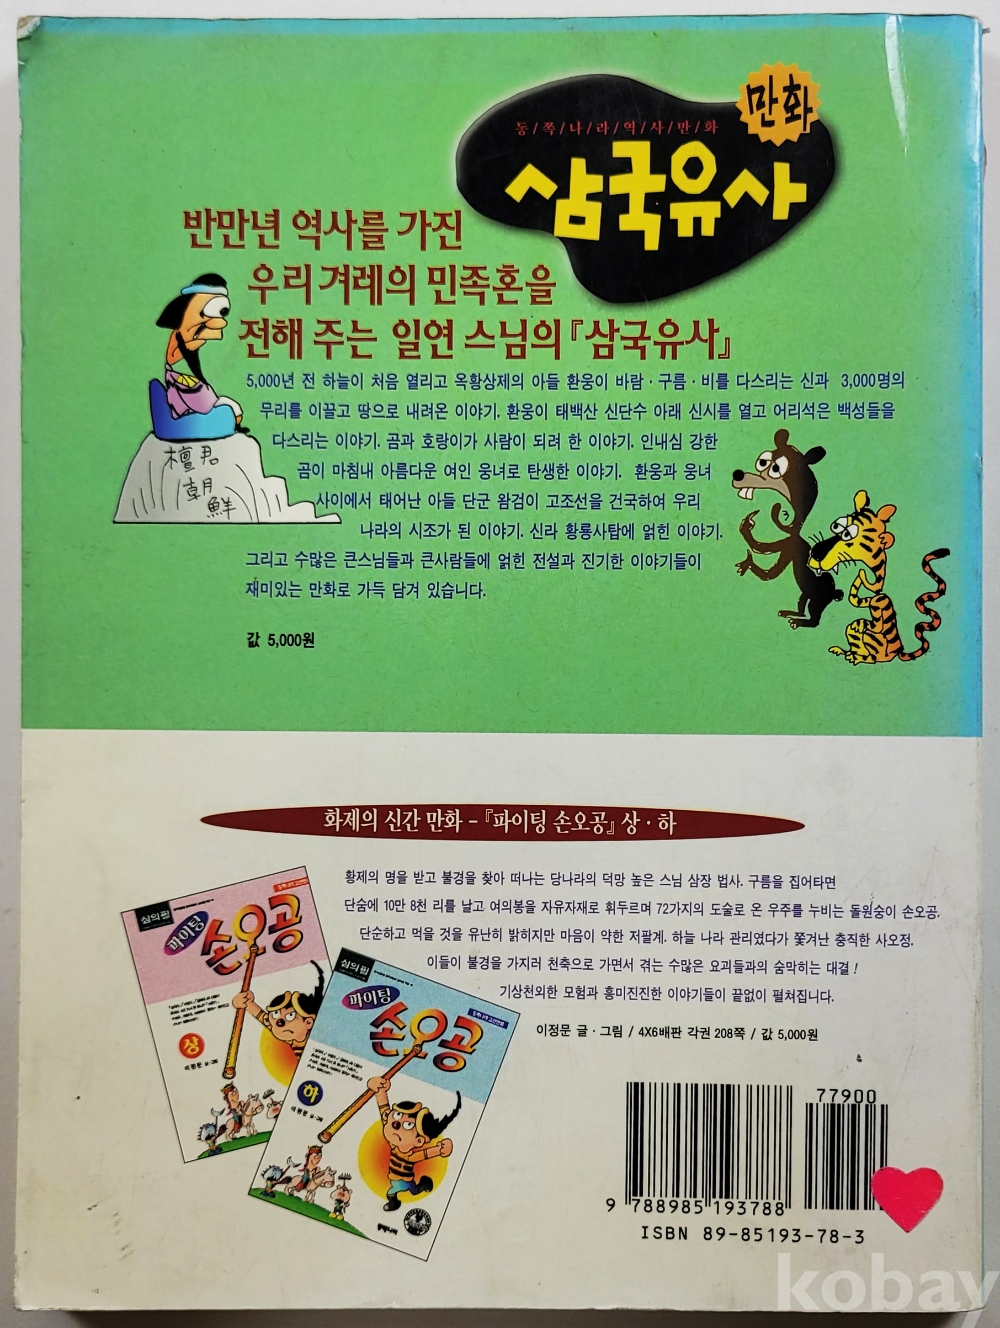 만화
동/쪽/나/라/역/사/만/화
삼국유사
반만년 역사를 가진
우리 겨레의 민족혼을
전해 주는 일연 스님의 『삼국유사』
5,000년 전 하늘이 처음 열리고 옥황상제의 아들 환웅이 바람·구름·비를 다스리는 신과 3,000명의
무리를 이끌고 땅으로 내려온 이야기. 환웅이 태백산 신단수 아래 신시를 열고 어리석은 백성들을
다스리는 이야기. 곰과 호랑이가 사람이 되려 한 이야기. 인내심 강한
곰이 마침내 아름다운 여인 웅녀로 탄생한 이야기. 환웅과 웅녀
사이에서 태어난 아들 단군 왕검이 고조선을 건국하여 우리
나라의 시조가 된 이야기. 신라 황룡사탑에 얽힌 이야기.
그리고 수많은 큰스님들과 큰사람들에 얽힌 전설과 진기한 이야기들이
재미있는 만화로 가득 담겨 있습니다.
檀君
朝
鮮
값 5,000원
화제의 신간 만화 - 『파이팅 손오공』 상·하
황제의 명을 받고 불경을 찾아 떠나는 당나라의 덕망 높은 스님 삼장 법사. 구름을 집어타면
단숨에 10만 8천 리를 날고 여의봉을 자유자재로 휘두르며 72가지의 도술로 온 우주를 누비는 돌원숭이 손오공.
단순하고 먹을 것을 유난히 밝히지만 마음이 약한 저팔계. 하늘 나라 관리였다가 쫓겨난 충직한 사오정.
이들이 불경을 가지러 천축으로 가면서 겪는 수많은 요괴들과의 숨막히는 대결!
기상천외한 모험과 흥미진진한 이야기들이 끝없이 펼쳐집니다.
이정문 글·그림 / 4X6배판 각권 208쪽 / 값 5,000원
심의필
파이팅
손오공
상
이정문 글·그림
심의필
파이팅
손오공
하
이정문 글·그림
77900
9 788985 193788
ISBN 89-85193-78-3
kobay